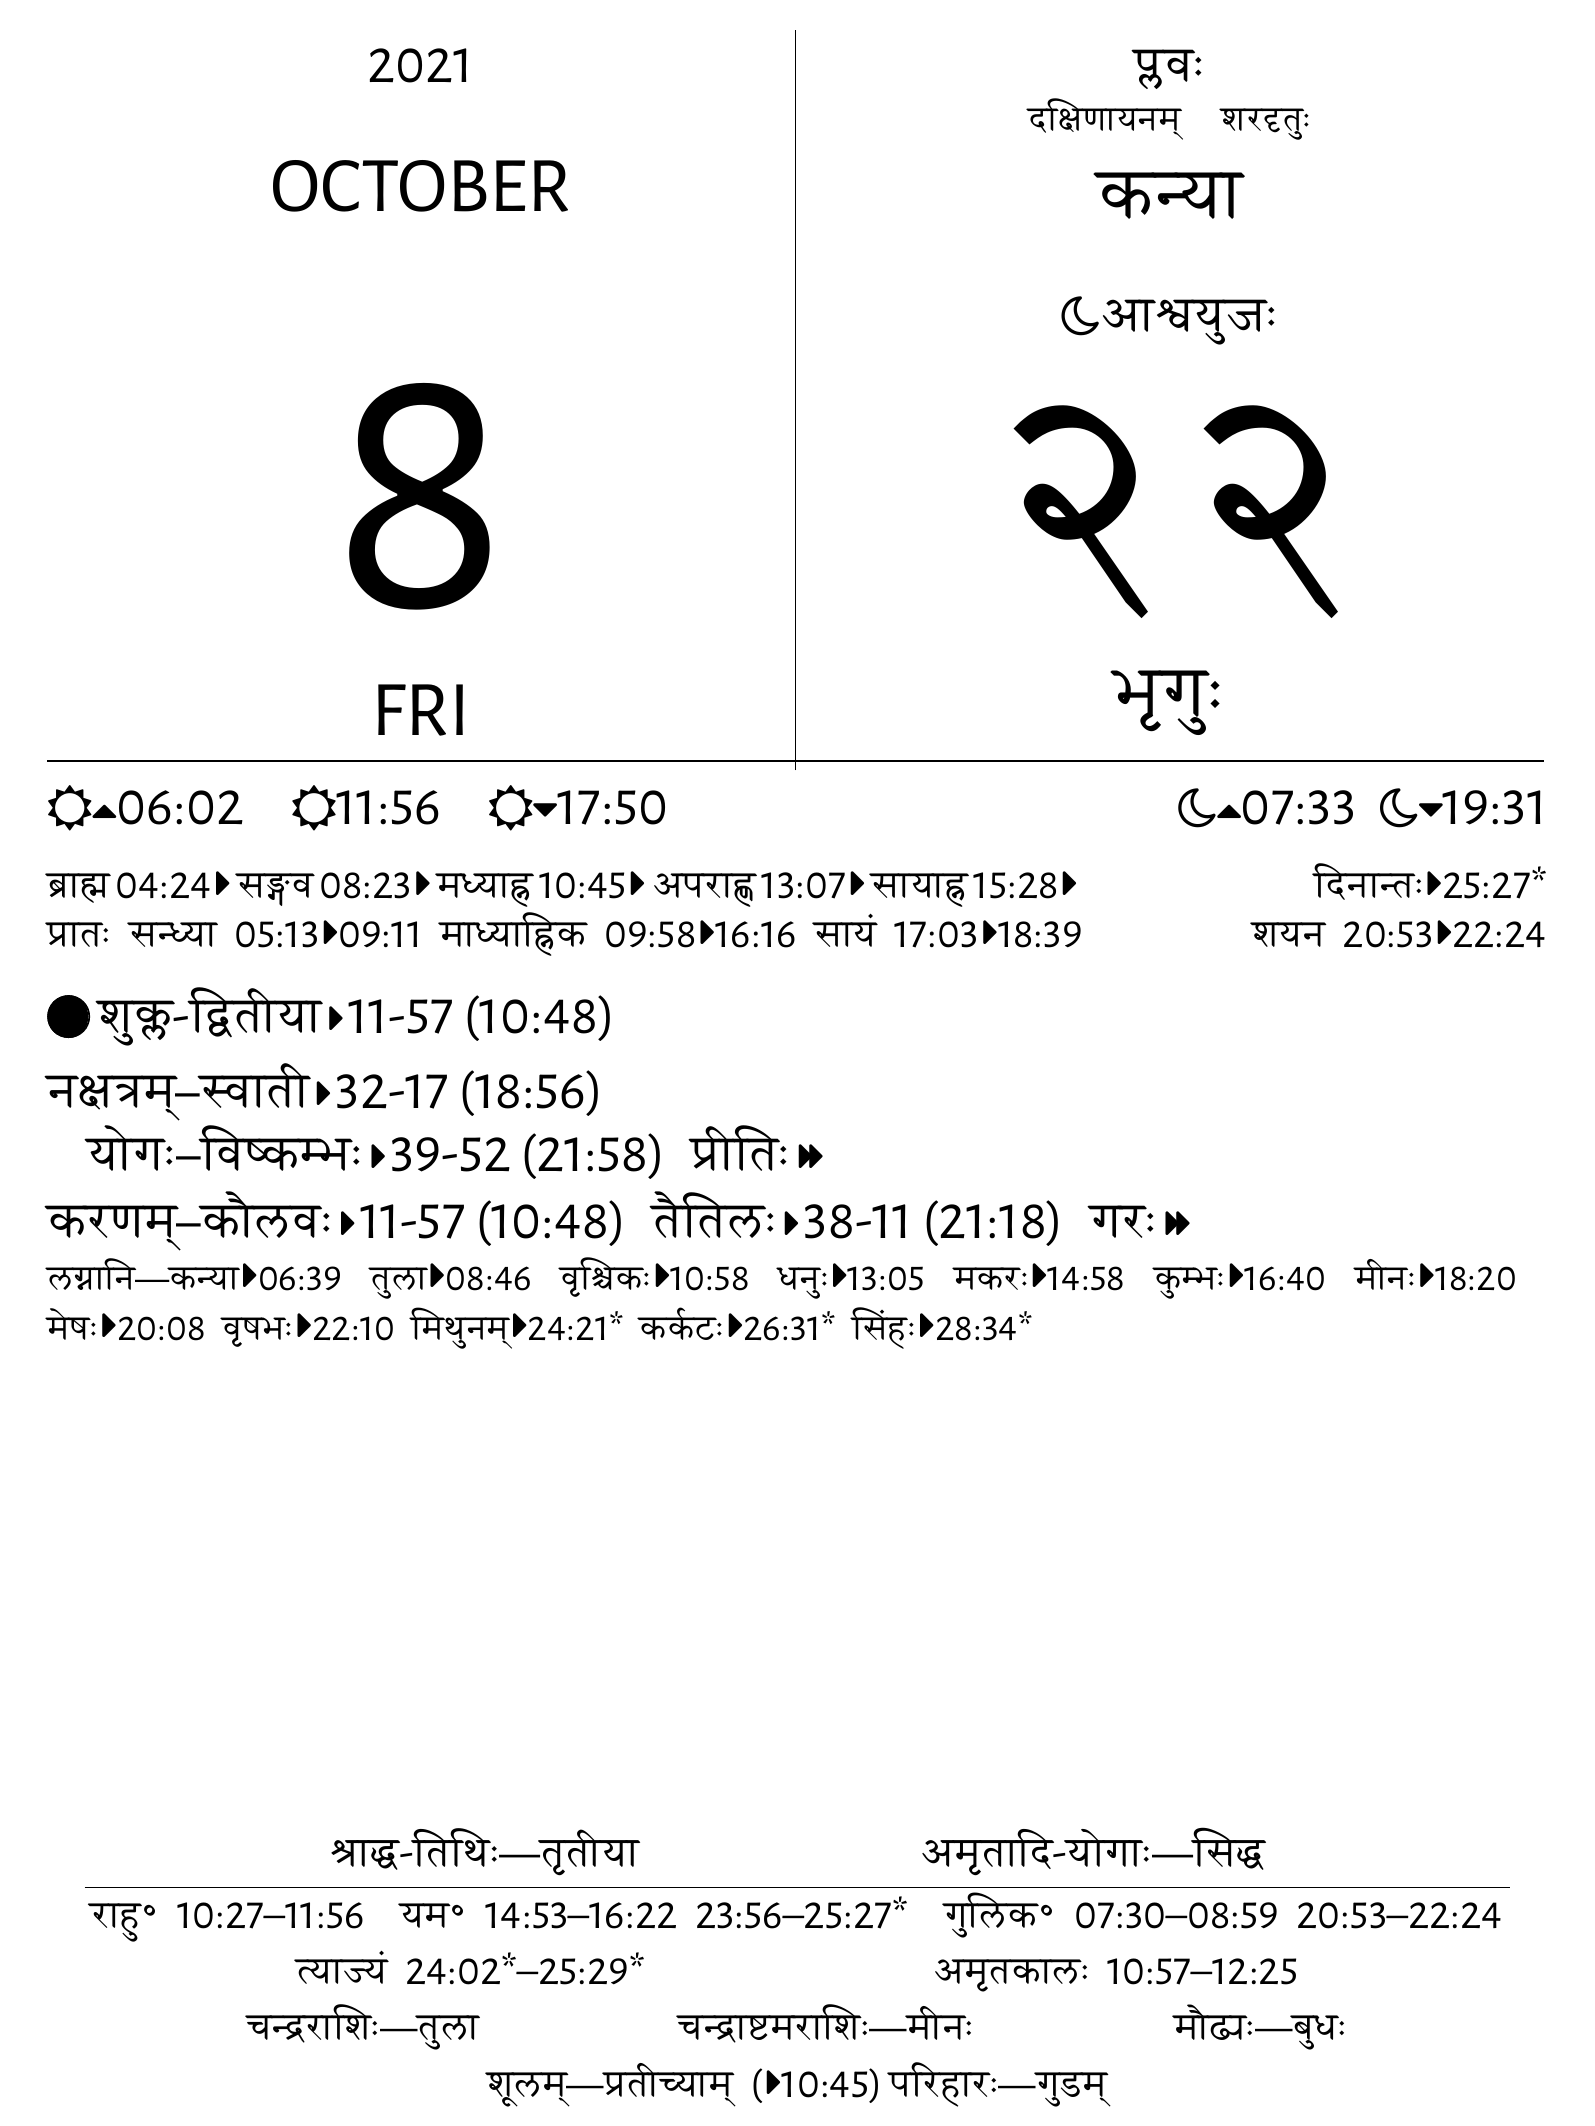 2021
OCTOBER
8
FRI
प्लवः
दक्षिणायनम् शरदृतुः
कन्या
आश्वयुजः
२२
भृगुः
06:02 11:56 17:50 07:33 19:31
ब्राह्म 04:24 सङ्गव 08:23 मध्याह्न 10:45 अपराह्ण 13:07 सायाह्न 15:28 दिनान्तः 25:27*
प्रातः सन्ध्या 05:13 09:11 माध्याह्निक 09:58 16:16 सायं 17:03 18:39 शयन 20:53 22:24
शुक्ल-द्वितीया 11-57 (10:48)
नक्षत्रम्–स्वाती 32-17 (18:56)
योगः–विष्कम्भः 39-52 (21:58) प्रीतिः
करणम्–कौलवः 11-57 (10:48) तैतिलः 38-11 (21:18) गरः
लग्नानि—कन्या 06:39 तुला 08:46 वृश्चिकः 10:58 धनुः 13:05 मकरः 14:58 कुम्भः 16:40 मीनः 18:20
मेषः 20:08 वृषभः 22:10 मिथुनम् 24:21* कर्कटः 26:31* सिंहः 28:34*
श्राद्ध-तिथिः—तृतीया अमृतादि-योगाः—सिद्ध
राहु॰ 10:27–11:56 यम॰ 14:53–16:22 23:56–25:27* गुलिक॰ 07:30–08:59 20:53–22:24
त्याज्यं 24:02*–25:29* अमृतकालः 10:57–12:25
चन्द्रराशिः—तुला चन्द्राष्टमराशिः—मीनः मौढ्यः—बुधः
शूलम्—प्रतीच्याम् (10:45) परिहारः—गुडम्